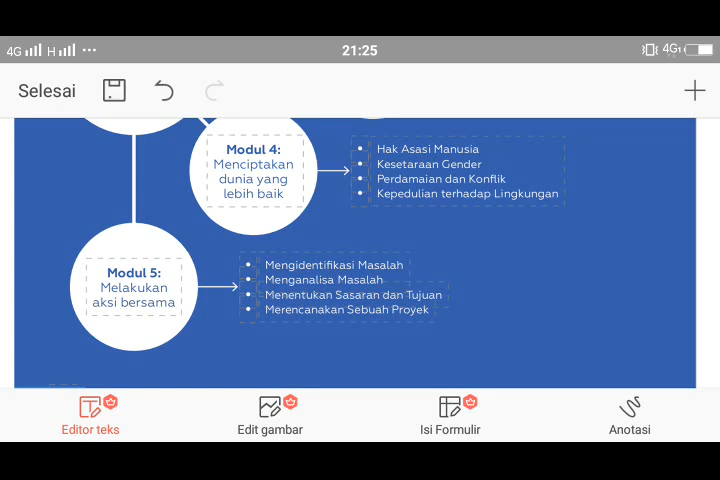 4G H ... 21:25 4G
Selesai
Modul 4:
Menciptakan
dunia yang
lebih baik
• Hak Asasi Manusia
• Kesetaraan Gender
• Perdamaian dan Konflik
• Kepedulian terhadap Lingkungan
Modul 5:
Melakukan
aksi bersama
• Mengidentifikasi Masalah
• Menganalisa Masalah
• Menentukan Sasaran dan Tujuan
• Merencanakan Sebuah Proyek
Editor teks Edit gambar Isi Formulir Anotasi